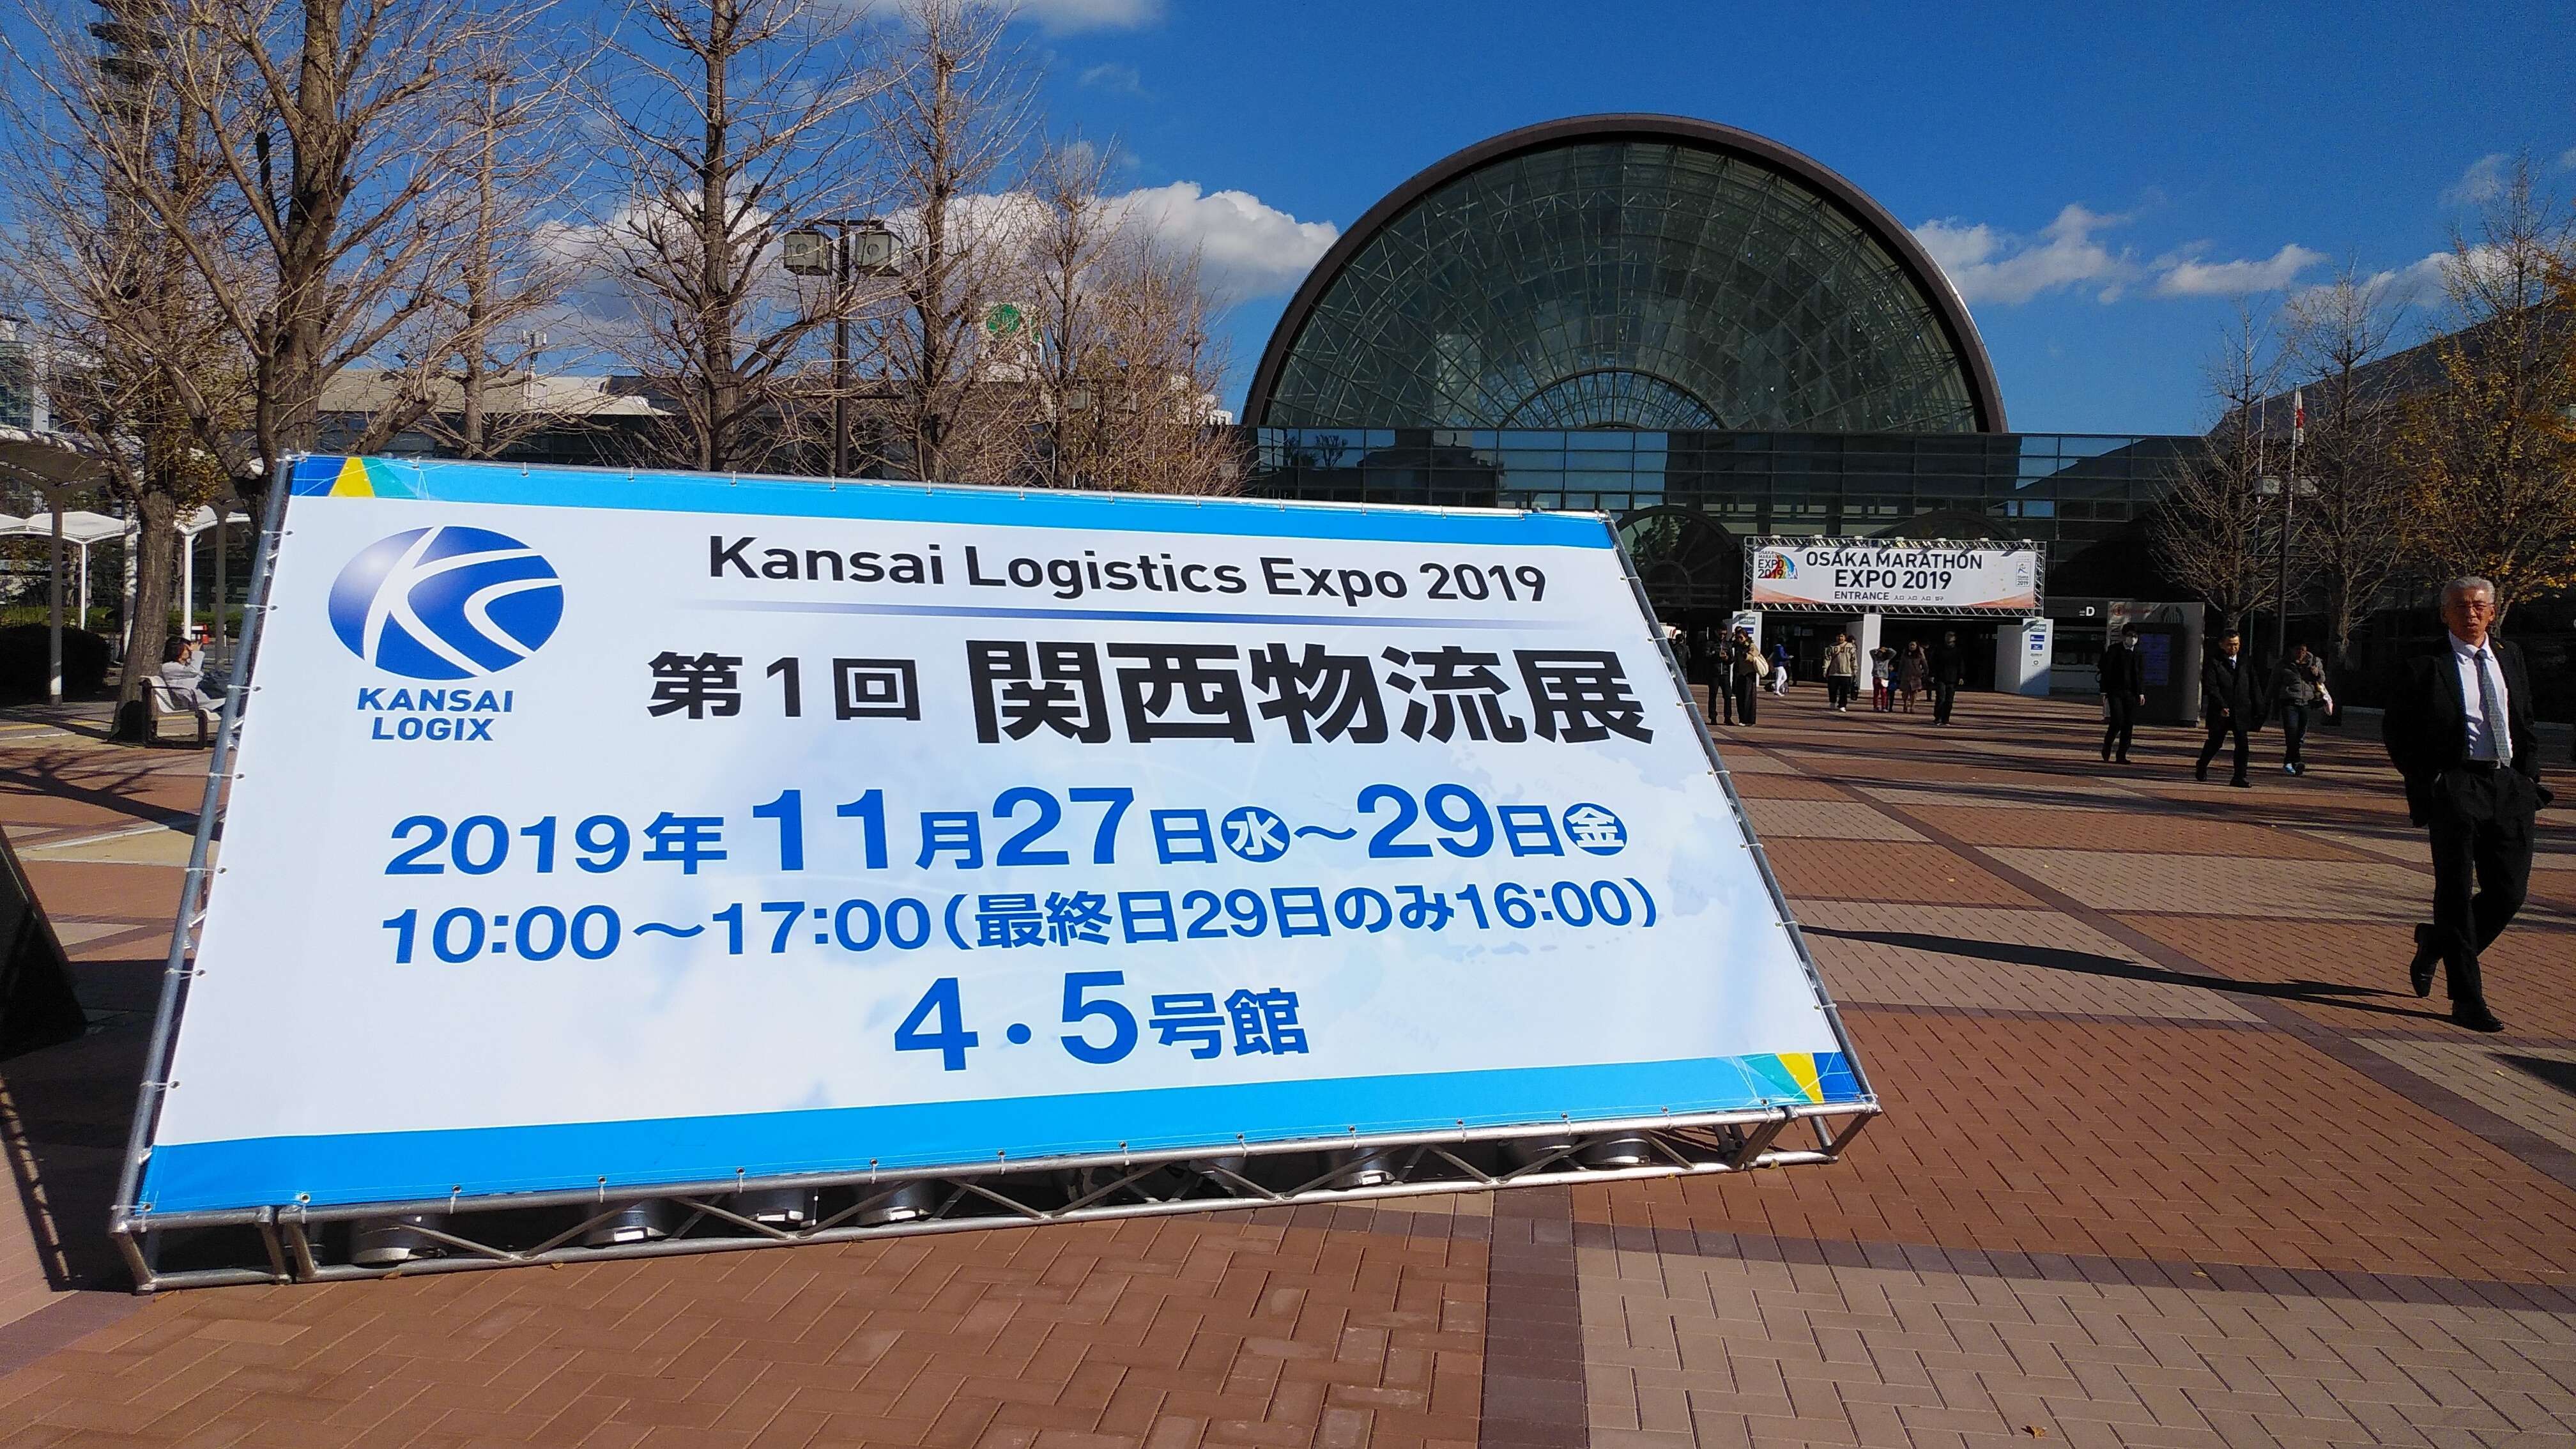 Kansai Logistics Expo 2019
KANSAI
LOGIX
第1回 関西物流展
2019年11月27日㊌～29日㊎
10:00～17:00(最終日29日のみ16:00)
4・5号館
OSAKA MARATHON
EXPO 2019
ENTRANCE
D